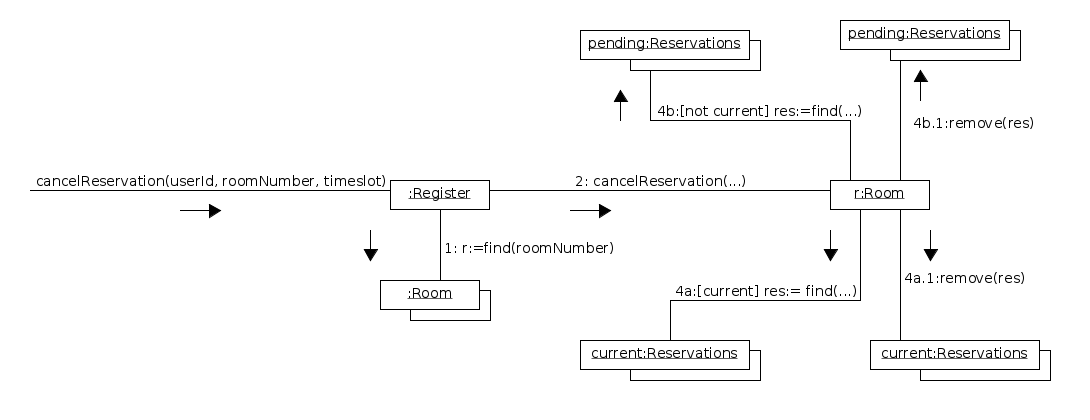 pending:Reservations
pending:Reservations
4b:[not current] res:=find(...)
4b.1:remove(res)
cancelReservation(userId, roomNumber, timeslot)
:Register
2: cancelReservation(...)
r:Room
1: r:=find(roomNumber)
:Room
4a:[current] res:= find(...)
4a.1:remove(res)
current:Reservations
current:Reservations